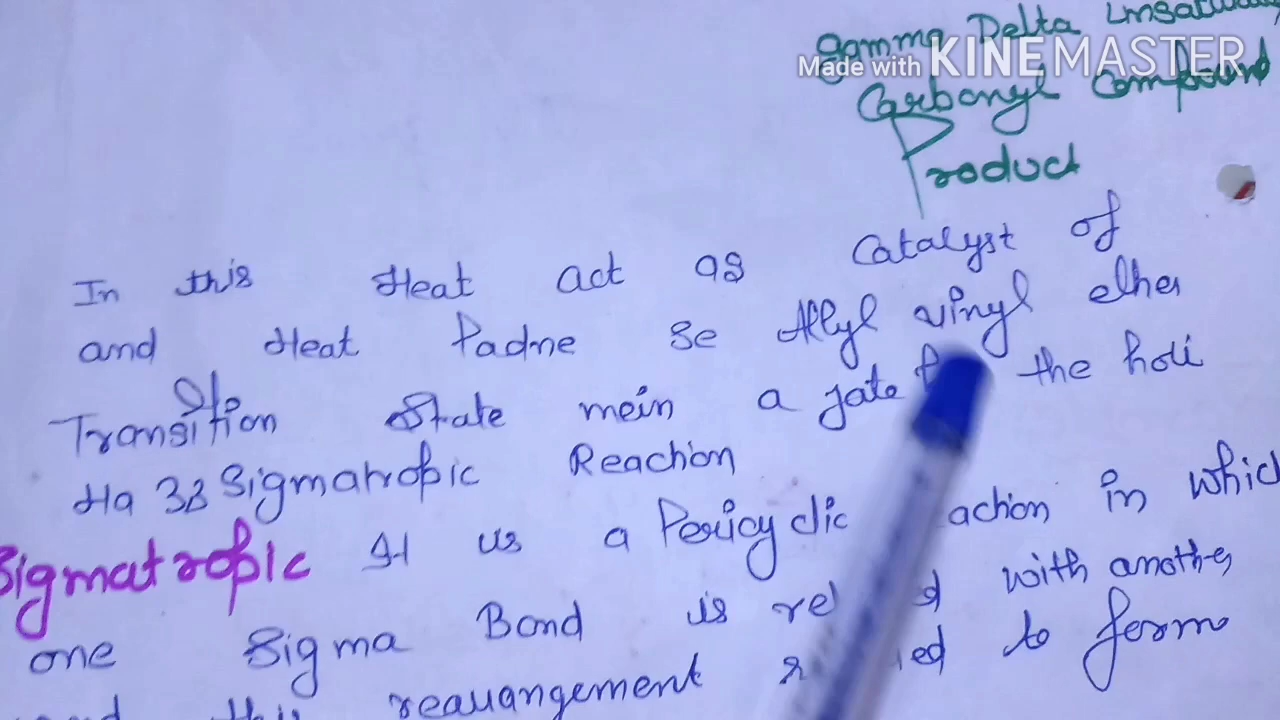 gamma Delta
Made with KINEMASTER
Carbonyl Compound
Product
In this Heat act as Catalyst of
and Heat Padne se Allyl vinyl ether
Transition State mein a jate the holi
Ha 33 Sigmatropic Reaction
Sigmatropic It is a Pericyclic action in which
one Sigma Bond is with another
this rearrangement to form